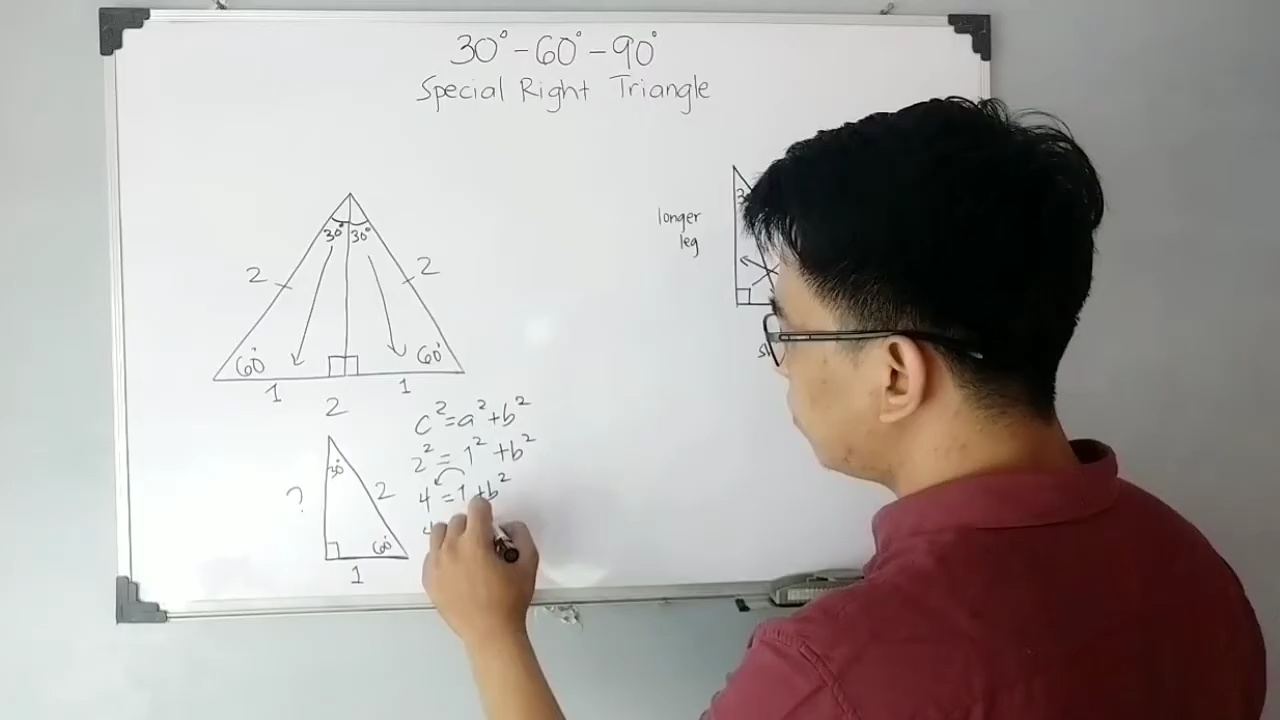 30°-60°-90°
Special Right Triangle
30° 30°
2 2
60° 60°
1 1
2
longer
leg
30°
? 2
60°
1
c²=a²+b²
2²=1²+b²
4=1+b²